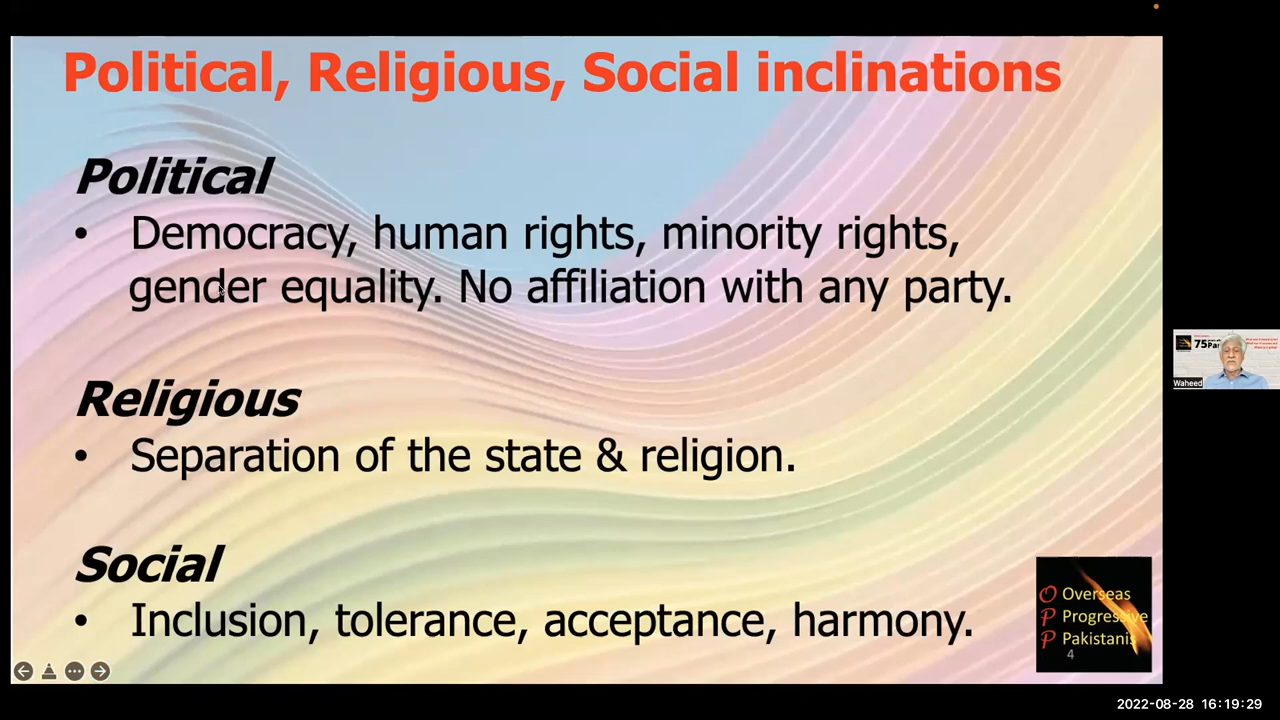 Political, Religious, Social inclinations
Political
• Democracy, human rights, minority rights,
gender equality. No affiliation with any party.
Religious
• Separation of the state & religion.
Social
• Inclusion, tolerance, acceptance, harmony.
O Overseas
P Progressive
P Pakistanis
4
75
Waheed
2022-08-28 16:19:29